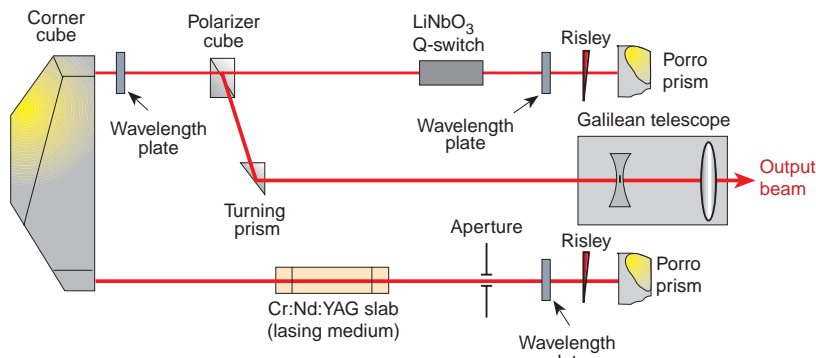 Corner
cube
Polarizer
cube
LiNbO3
Q-switch
Risley
Porro
prism
Wavelength
plate
Wavelength
plate
Galilean telescope
Output
beam
Turning
prism
Aperture
Risley
Porro
prism
Cr:Nd:YAG slab
(lasing medium)
Wavelength